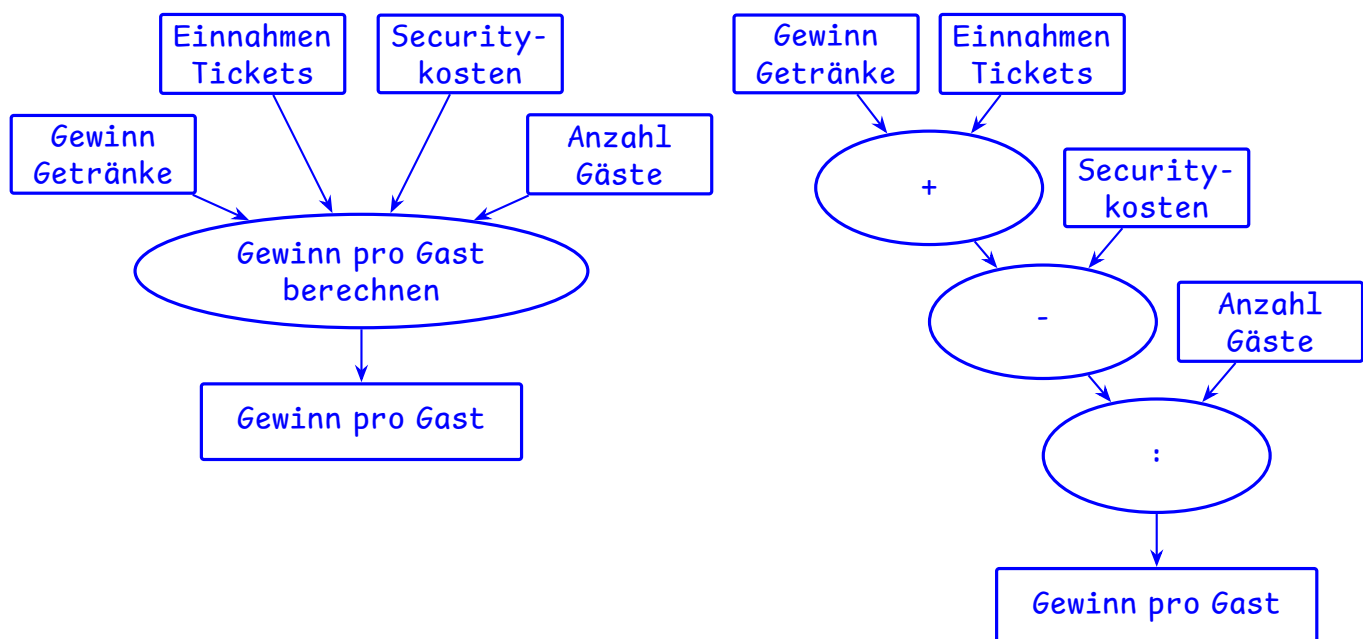 Einnahmen
Tickets
Security-
kosten
Gewinn
Getränke
Anzahl
Gäste
Gewinn pro Gast
berechnen
Gewinn pro Gast
Gewinn
Getränke
Einnahmen
Tickets
+
Security-
kosten
-
Anzahl
Gäste
:
Gewinn pro Gast